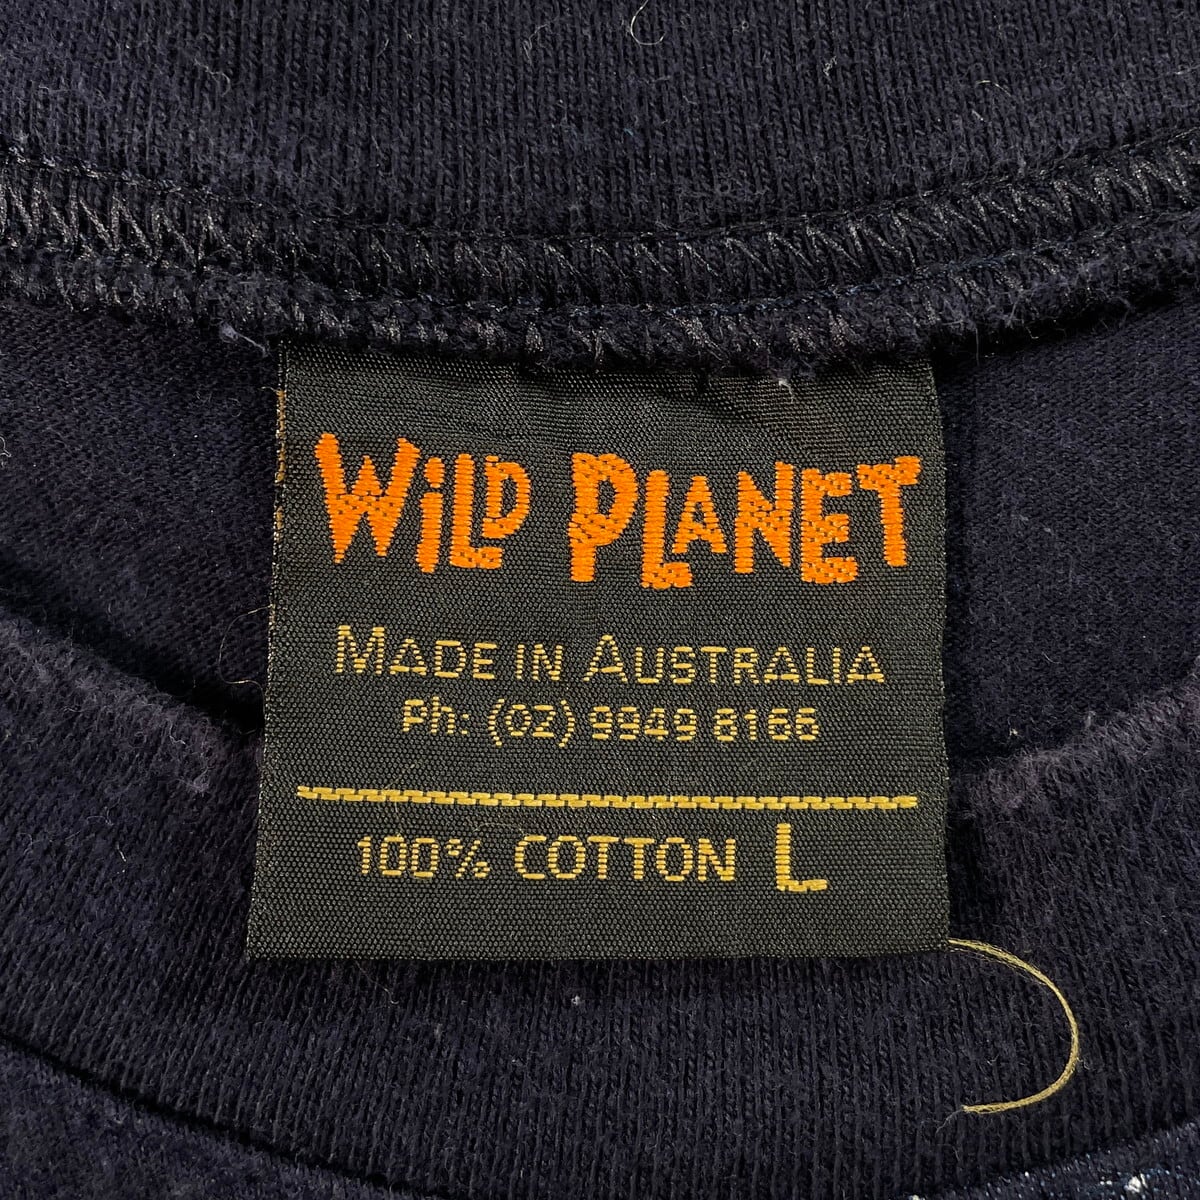 WiLD PLANET
MADE IN AUSTRALIA
Ph: (02) 9949 8166
100% COTTON L